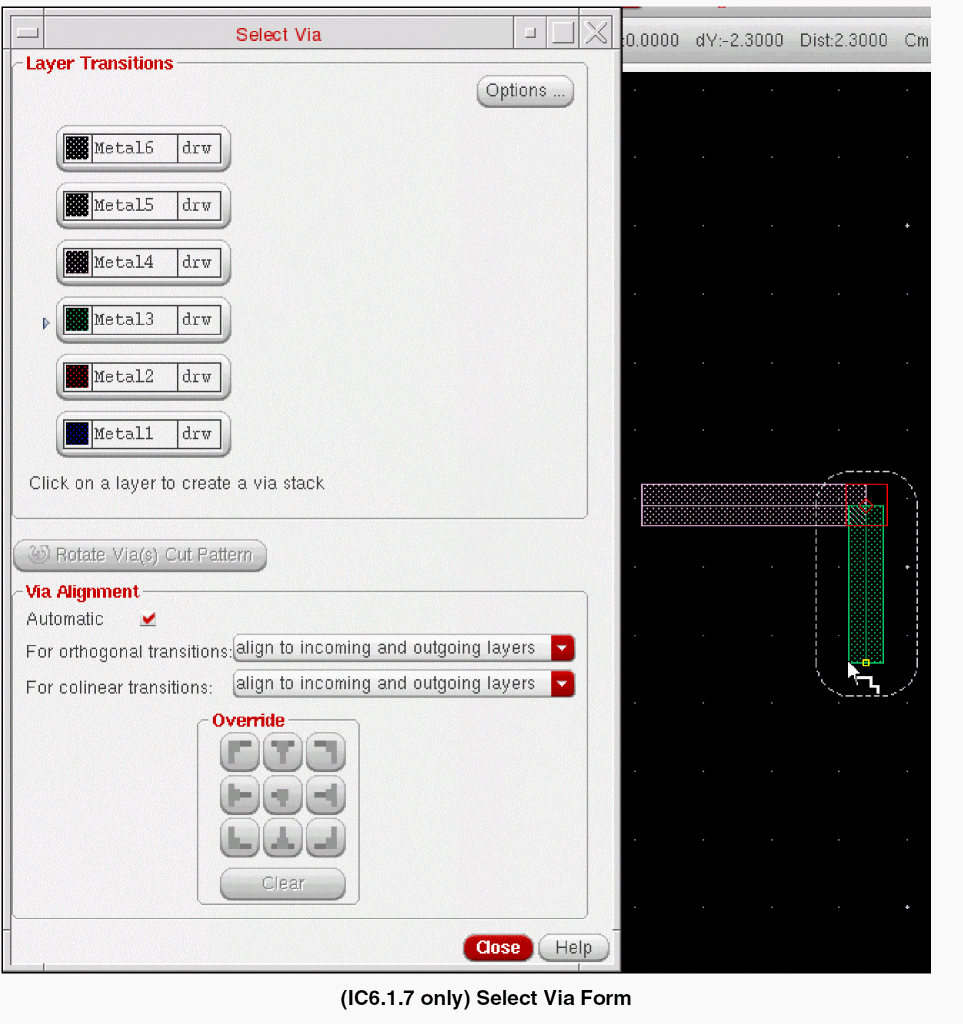 Select Via
:0.0000 dY:-2.3000 Dist:2.3000 Cm
Layer Transitions
Options ...
Metal6 drw
Metal5 drw
Metal4 drw
Metal3 drw
Metal2 drw
Metal1 drw
Click on a layer to create a via stack
Rotate Via(s) Cut Pattern
Via Alignment
Automatic
For orthogonal transitions: align to incoming and outgoing layers
For colinear transitions: align to incoming and outgoing layers
Override
Clear
Close Help
(IC6.1.7 only) Select Via Form